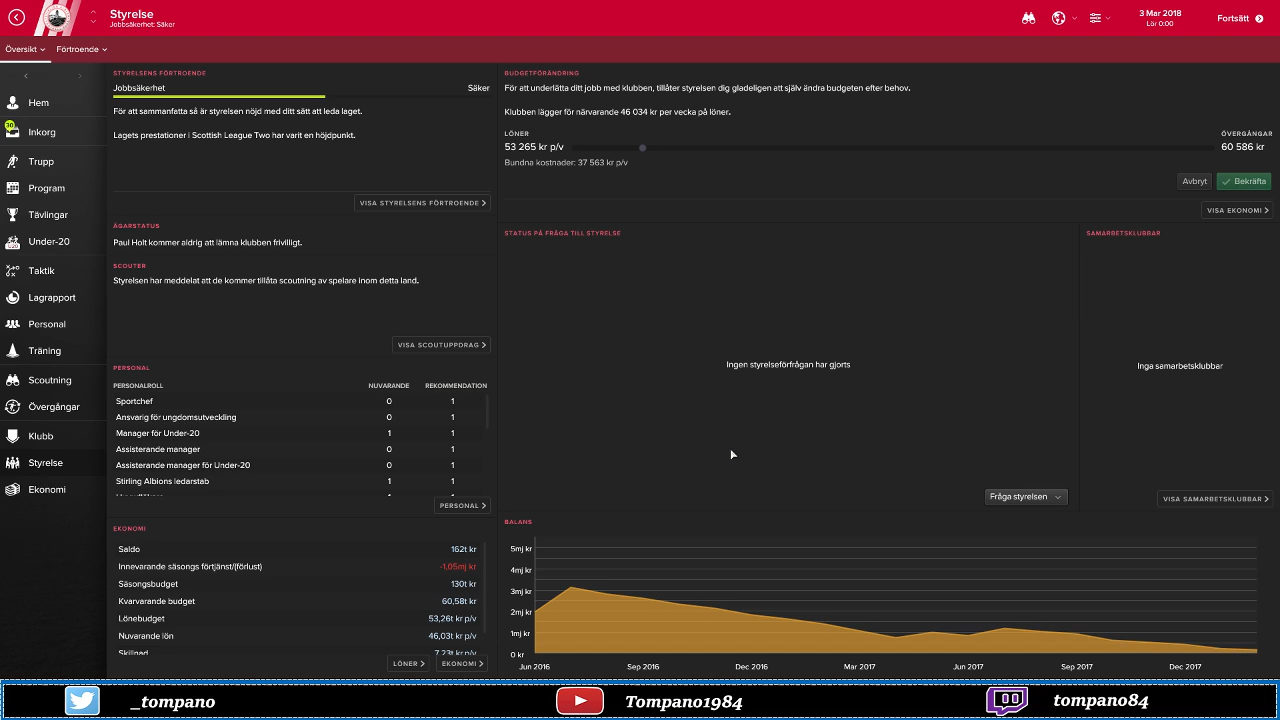 Styrelse
Jobbsäkerhet: Säker
3 Mar 2018
Lör 0:00
Fortsätt
Översikt
Förtroende
Hem
Inkorg
Trupp
Program
Tävlingar
Under-20
Taktik
Lagrapport
Personal
Träning
Scoutning
Övergångar
Klubb
Styrelse
Ekonomi
STYRELSENS FÖRTROENDE
Jobbsäkerhet Säker
För att sammanfatta så är styrelsen nöjd med ditt sätt att leda laget.
Lagets prestationer i Scottish League Two har varit en höjdpunkt.
VISA STYRELSENS FÖRTROENDE
ÄGARSTATUS
Paul Holt kommer aldrig att lämna klubben frivilligt.
SCOUTER
Styrelsen har meddelat att de kommer tillåta scoutning av spelare inom detta land.
VISA SCOUTUPPDRAG
PERSONAL
PERSONALROLL NUVARANDE REKOMMENDATION
Sportchef 0 1
Ansvarig för ungdomsutveckling 0 1
Manager för Under-20 1 1
Assisterande manager 0 1
Assisterande manager för Under-20 0 1
Stirling Albions ledarstab 1 1
PERSONAL
EKONOMI
Saldo 162t kr
Innevarande säsongs förtjänst/(förlust) -1,05mj kr
Säsongsbudget 130t kr
Kvarvarande budget 60,58t kr
Lönebudget 53,26t kr p/v
Nuvarande lön 46,03t kr p/v
Skillnad 7,23t kr p/v
LÖNER
EKONOMI
BUDGETFÖRÄNDRING
För att underlätta ditt jobb med klubben, tillåter styrelsen dig gladeligen att själv ändra budgeten efter behov.
Klubben lägger för närvarande 46 034 kr per vecka på löner.
LÖNER ÖVERGÅNGAR
53 265 kr p/v 60 586 kr
Bundna kostnader: 37 563 kr p/v
Avbryt
Bekräfta
VISA EKONOMI
STATUS PÅ FRÅGA TILL STYRELSE
Ingen styrelseförfrågan har gjorts
Fråga styrelsen
SAMARBETSKLUBBAR
Inga samarbetsklubbar
VISA SAMARBETSKLUBBAR
BALANS
5mj kr
4mj kr
3mj kr
2mj kr
1mj kr
0 kr
Jun 2016 Sep 2016 Dec 2016 Mar 2017 Jun 2017 Sep 2017 Dec 2017
_tompano
Tompano1984
tompano84